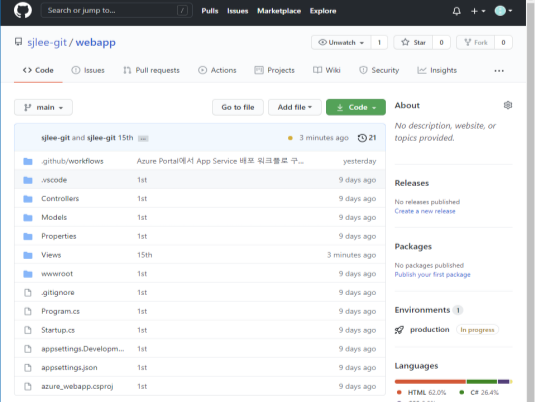 Search or jump to...
/
Pulls Issues Marketplace Explore
sjlee-git / webapp
Unwatch 1
Star 0
Fork 0
Code
Issues
Pull requests
Actions
Projects
Wiki
Security
Insights
...
main
Go to file
Add file
Code
sjlee-git and sjlee-git 15th ...
3 minutes ago
21
.github/workflows Azure Portal에서 App Service 배포 워크플로 구... yesterday
.vscode 1st 9 days ago
Controllers 1st 9 days ago
Models 1st 9 days ago
Properties 1st 9 days ago
Views 15th 3 minutes ago
wwwroot 1st 9 days ago
.gitignore 1st 9 days ago
Program.cs 1st 9 days ago
Startup.cs 1st 9 days ago
appsettings.Developm... 1st 9 days ago
appsettings.json 1st 9 days ago
azure_webapp.csproj 1st 9 days ago
About
No description, website, or
topics provided.
Releases
No releases published
Create a new release
Packages
No packages published
Publish your first package
Environments 1
production In progress
Languages
HTML 62.0% C# 26.4%